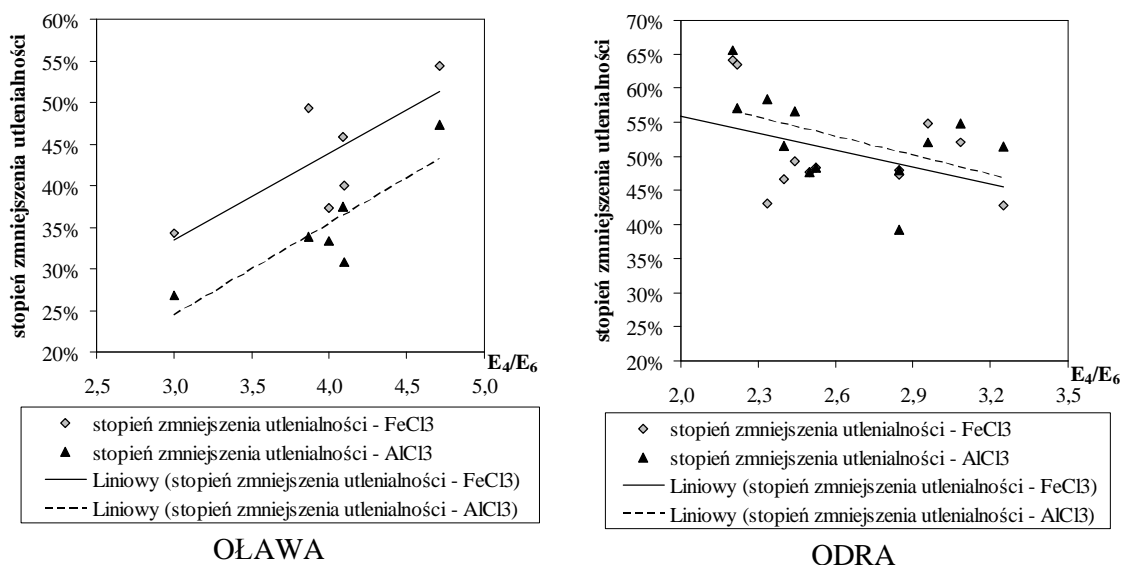 stopień zmniejszenia utlenialności
60%
55%
50%
45%
40%
35%
30%
25%
20%
2,5
3,0
3,5
4,0
4,5
5,0
E4/E6
stopień zmniejszenia utlenialności - FeCl3
stopień zmniejszenia utlenialności - AlCl3
Liniowy (stopień zmniejszenia utlenialności - FeCl3)
Liniowy (stopień zmniejszenia utlenialności - AlCl3)
OŁAWA
stopień zmniejszenia utlenialności
70%
65%
60%
55%
50%
45%
40%
35%
30%
25%
20%
2,0
2,3
2,6
2,9
3,2
3,5
E4/E6
stopień zmniejszenia utlenialności - FeCl3
stopień zmniejszenia utlenialności - AlCl3
Liniowy (stopień zmniejszenia utlenialności - FeCl3)
Liniowy (stopień zmniejszenia utlenialności - AlCl3)
ODRA